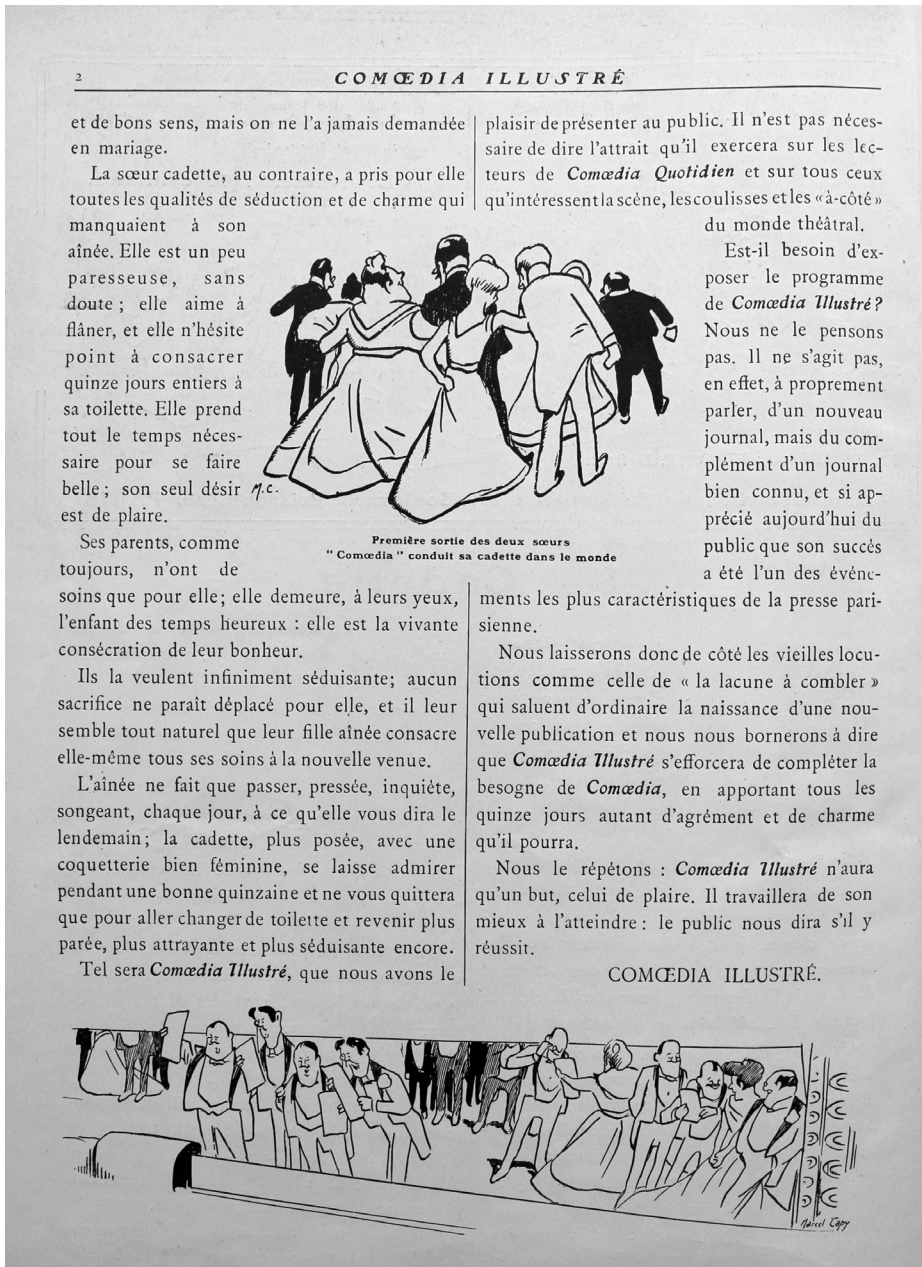 2
COMŒDIA ILLUSTRÉ
et de bons sens, mais on ne l'a jamais demandée
en mariage.
La sœur cadette, au contraire, a pris pour elle
toutes les qualités de séduction et de charme qui
manquaient à son
aînée. Elle est un peu
paresseuse, sans
doute ; elle aime à
flâner, et elle n'hésite
point à consacrer
quinze jours entiers à
sa toilette. Elle prend
tout le temps néces-
saire pour se faire
belle ; son seul désir
est de plaire.
Ses parents, comme
toujours, n'ont de
soins que pour elle; elle demeure, à leurs yeux,
l'enfant des temps heureux : elle est la vivante
consécration de leur bonheur.
Ils la veulent infiniment séduisante; aucun
sacrifice ne paraît déplacé pour elle, et il leur
semble tout naturel que leur fille aînée consacre
elle-même tous ses soins à la nouvelle venue.
L'aînée ne fait que passer, pressée, inquiète,
songeant, chaque jour, à ce qu'elle vous dira le
lendemain; la cadette, plus posée, avec une
coquetterie bien féminine, se laisse admirer
pendant une bonne quinzaine et ne vous quittera
que pour aller changer de toilette et revenir plus
parée, plus attrayante et plus séduisante encore.
Tel sera Comœdia Illustré, que nous avons le
M.C.
Première sortie des deux sœurs
" Comœdia " conduit sa cadette dans le monde
plaisir de présenter au public. Il n'est pas néces-
saire de dire l'attrait qu'il exercera sur les lec-
teurs de Comœdia Quotidien et sur tous ceux
qu'intéressent la scène, les coulisses et les « à-côté »
du monde théâtral.
Est-il besoin d'ex-
poser le programme
de Comœdia Illustré ?
Nous ne le pensons
pas. Il ne s'agit pas,
en effet, à proprement
parler, d'un nouveau
journal, mais du com-
plément d'un journal
bien connu, et si ap-
précié aujourd'hui du
public que son succès
a été l'un des événe-
ments les plus caractéristiques de la presse pari-
sienne.
Nous laisserons donc de côté les vieilles locu-
tions comme celle de « la lacune à combler »
qui saluent d'ordinaire la naissance d'une nou-
velle publication et nous nous bornerons à dire
que Comœdia Illustré s'efforcera de compléter la
besogne de Comœdia, en apportant tous les
quinze jours autant d'agrément et de charme
qu'il pourra.
Nous le répétons : Comœdia Illustré n'aura
qu'un but, celui de plaire. Il travaillera de son
mieux à l'atteindre : le public nous dira s'il y
réussit.
COMŒDIA ILLUSTRÉ.
Marcel Capy